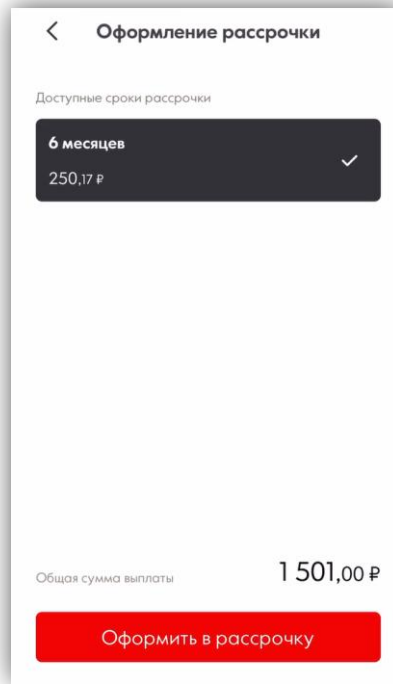 Оформление рассрочки
Доступные сроки рассрочки
6 месяцев
250,17 ₽
Общая сумма выплаты 1 501,00 ₽
Оформить в рассрочку